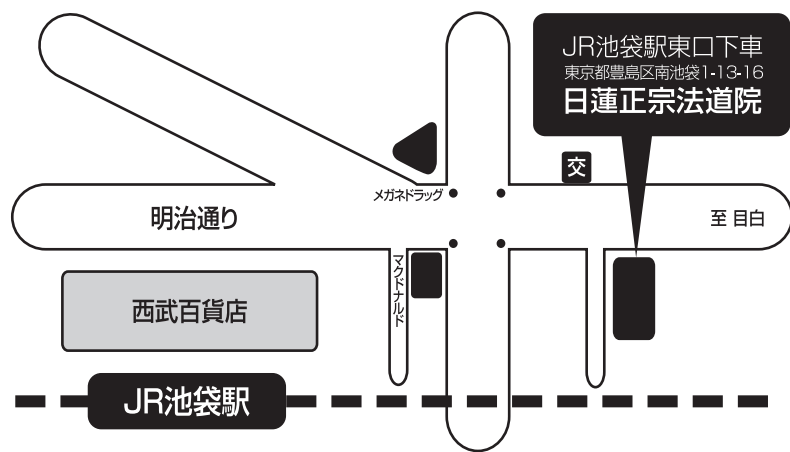 JR池袋駅東口下車
東京都豊島区南池袋1-13-16
日蓮正宗法道院
交
メガネドラッグ
明治通り
至 目白
マクドナルド
西武百貨店
JR池袋駅